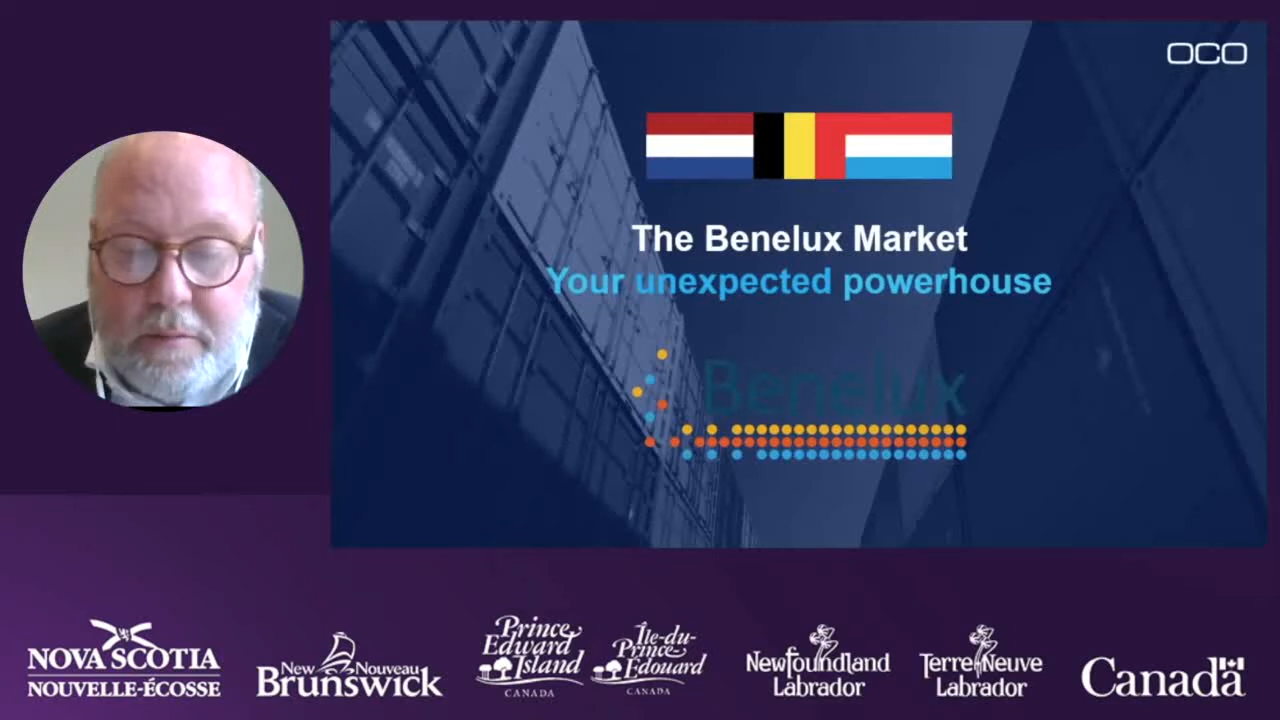 OCO
The Benelux Market
Your unexpected powerhouse
Benelux
NOVA SCOTIA
NOUVELLE-ÉCOSSE
New Nouveau
Brunswick
Prince
Edward
Island
CANADA
Île-du-
Prince
Édouard
CANADA
Newfoundland
Labrador
Terre Neuve
Labrador
Canada